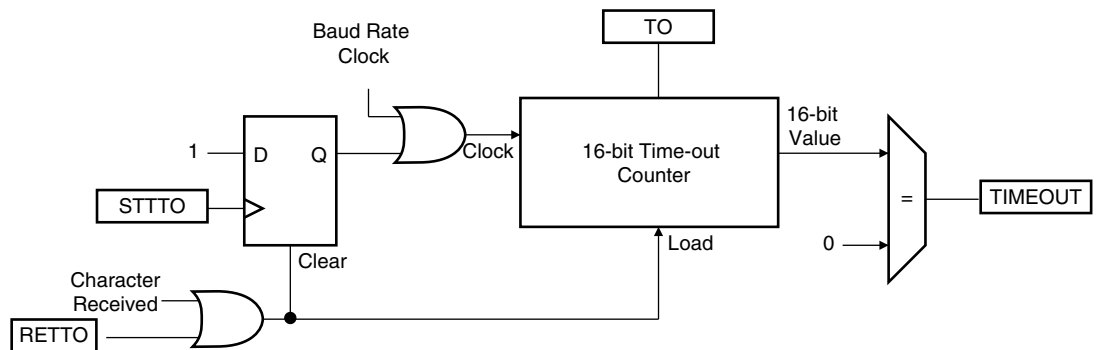 TO
Baud Rate
Clock
16-bit
Value
1
D
Q
Clock
16-bit Time-out
Counter
STTTO
=
TIMEOUT
0
Clear
Load
Character
Received
RETTO